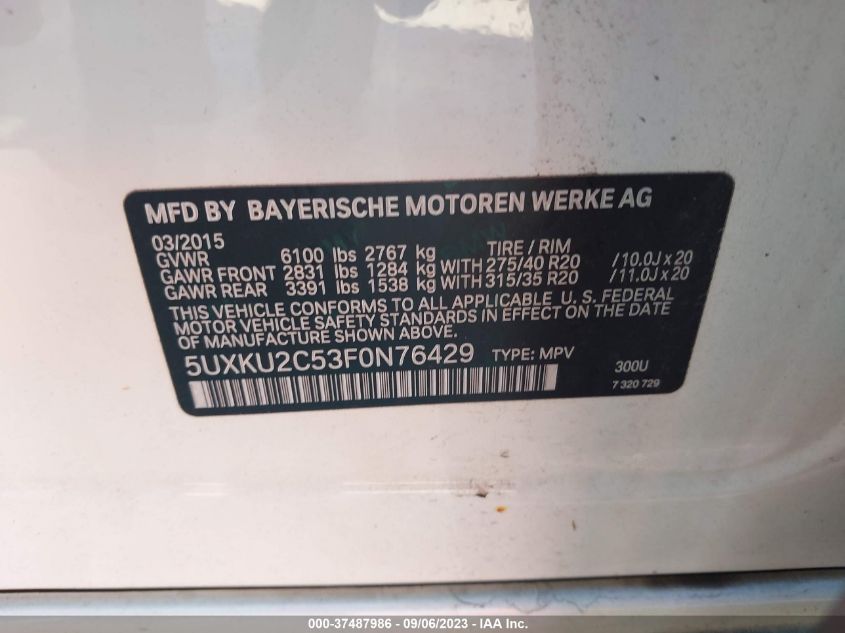 MFD BY BAYERISCHE MOTOREN WERKE AG
03/2015 TIRE / RIM
GVWR 6100 lbs 2767 kg
GAWR FRONT 2831 lbs 1284 kg WITH 275/40 R20 /10.0J x 20
GAWR REAR 3391 lbs 1538 kg WITH 315/35 R20 /11.0J x 20
THIS VEHICLE CONFORMS TO ALL APPLICABLE U. S. FEDERAL
MOTOR VEHICLE SAFETY STANDARDS IN EFFECT ON THE DATE
OF MANUFACTURE SHOWN ABOVE.
5UXKU2C53F0N76429 TYPE: MPV 300U
7 320 729
000-37487986 - 09/06/2023 - IAA Inc.